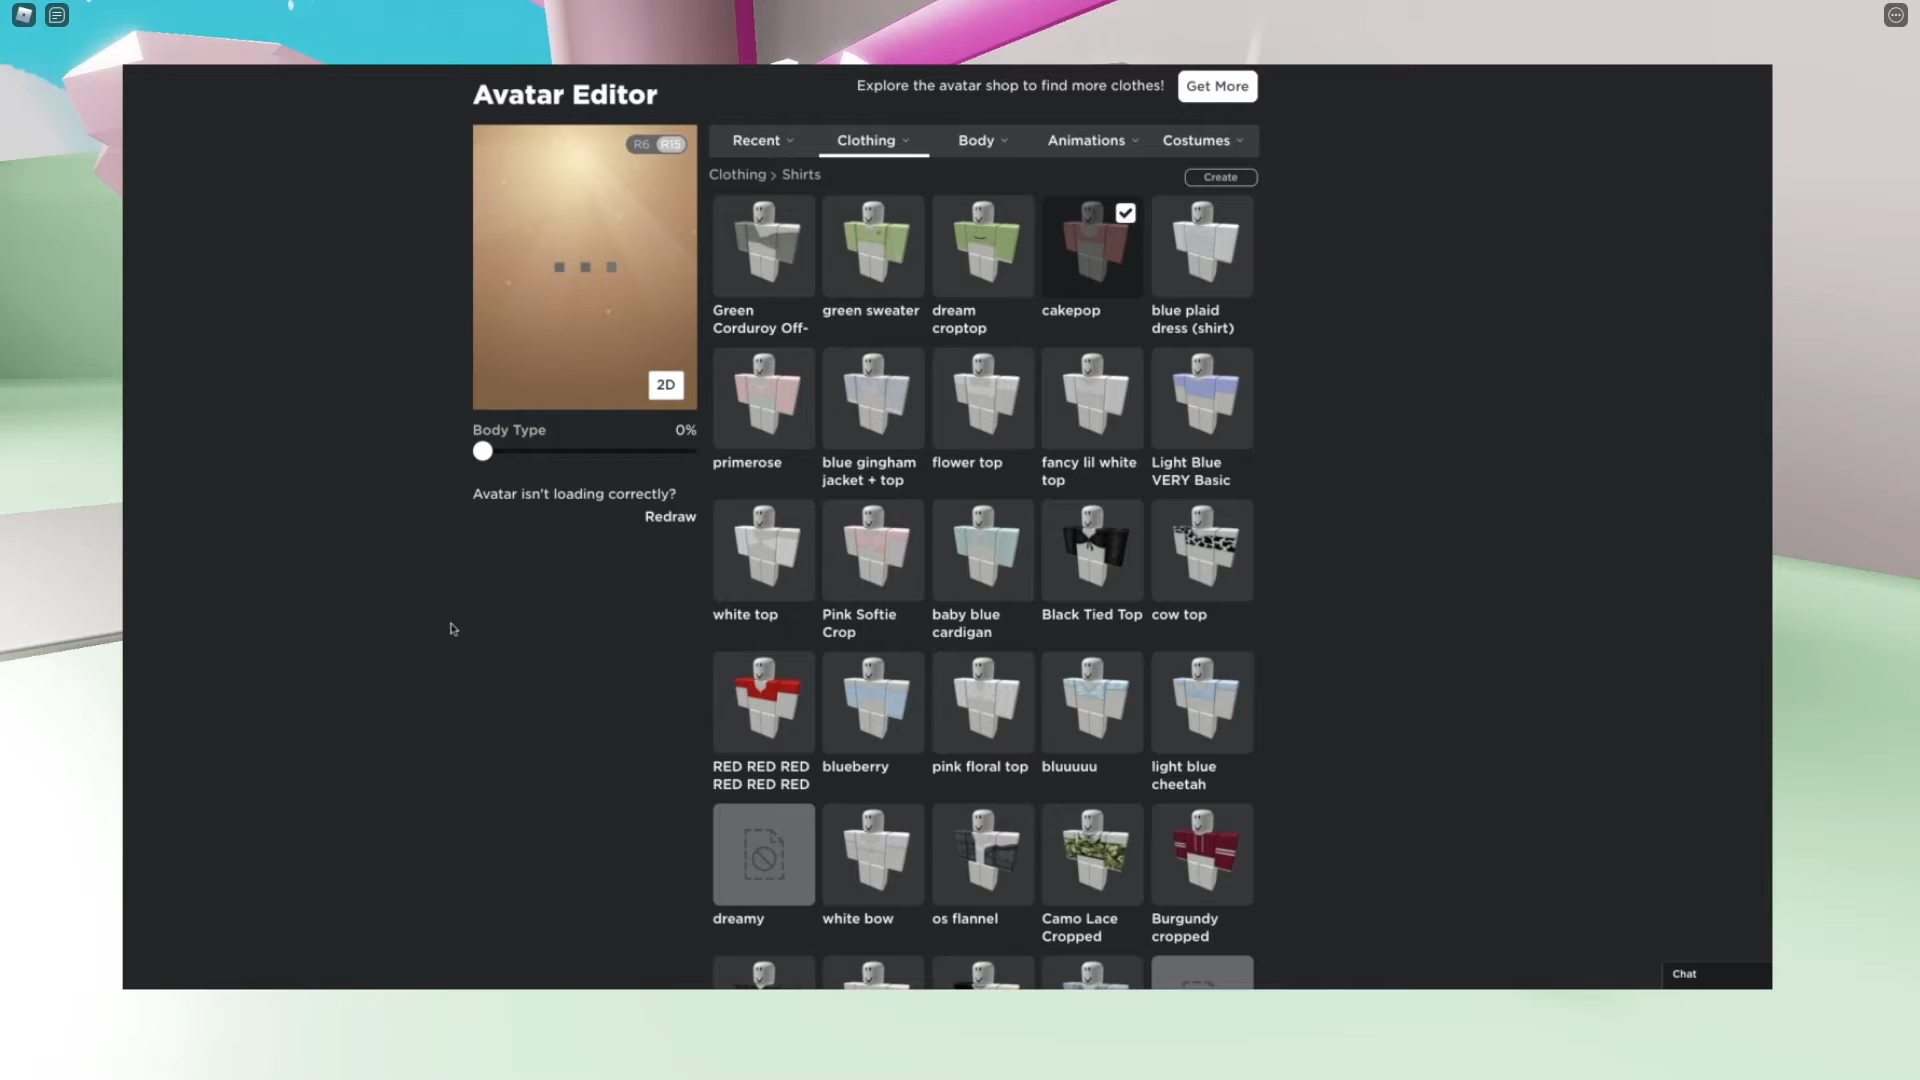 Avatar Editor
Explore the avatar shop to find more clothes!
Get More
R6 R15
2D
Body Type 0%
Avatar isn't loading correctly?
Redraw
Recent Clothing Body Animations Costumes
Clothing > Shirts
Create
Green
Corduroy Off-
green sweater
dream
croptop
cakepop
blue plaid
dress (shirt)
primerose
blue gingham
jacket + top
flower top
fancy lil white
top
Light Blue
VERY Basic
white top
Pink Softie
Crop
baby blue
cardigan
Black Tied Top
cow top
RED RED RED
RED RED RED
blueberry
pink floral top
bluuuuu
light blue
cheetah
dreamy
white bow
os flannel
Camo Lace
Cropped
Burgundy
cropped
Chat